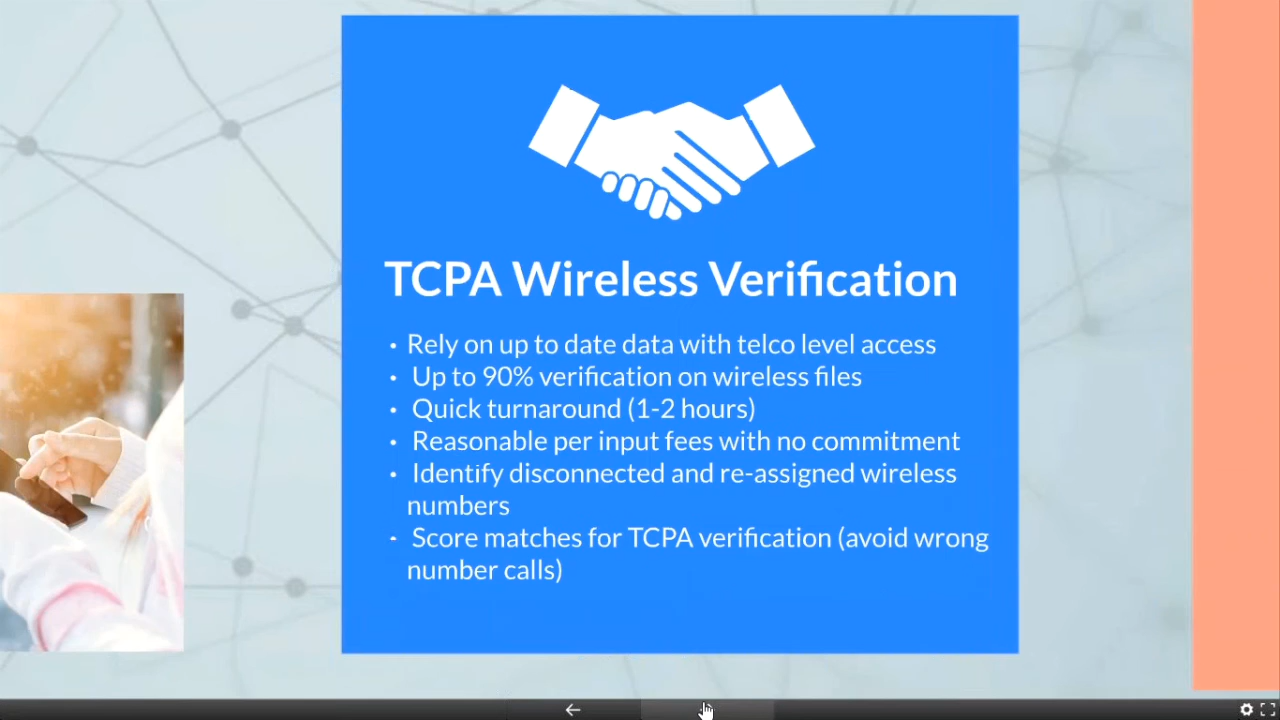 TCPA Wireless Verification
• Rely on up to date data with telco level access
• Up to 90% verification on wireless files
• Quick turnaround (1-2 hours)
• Reasonable per input fees with no commitment
• Identify disconnected and re-assigned wireless
numbers
• Score matches for TCPA verification (avoid wrong
number calls)